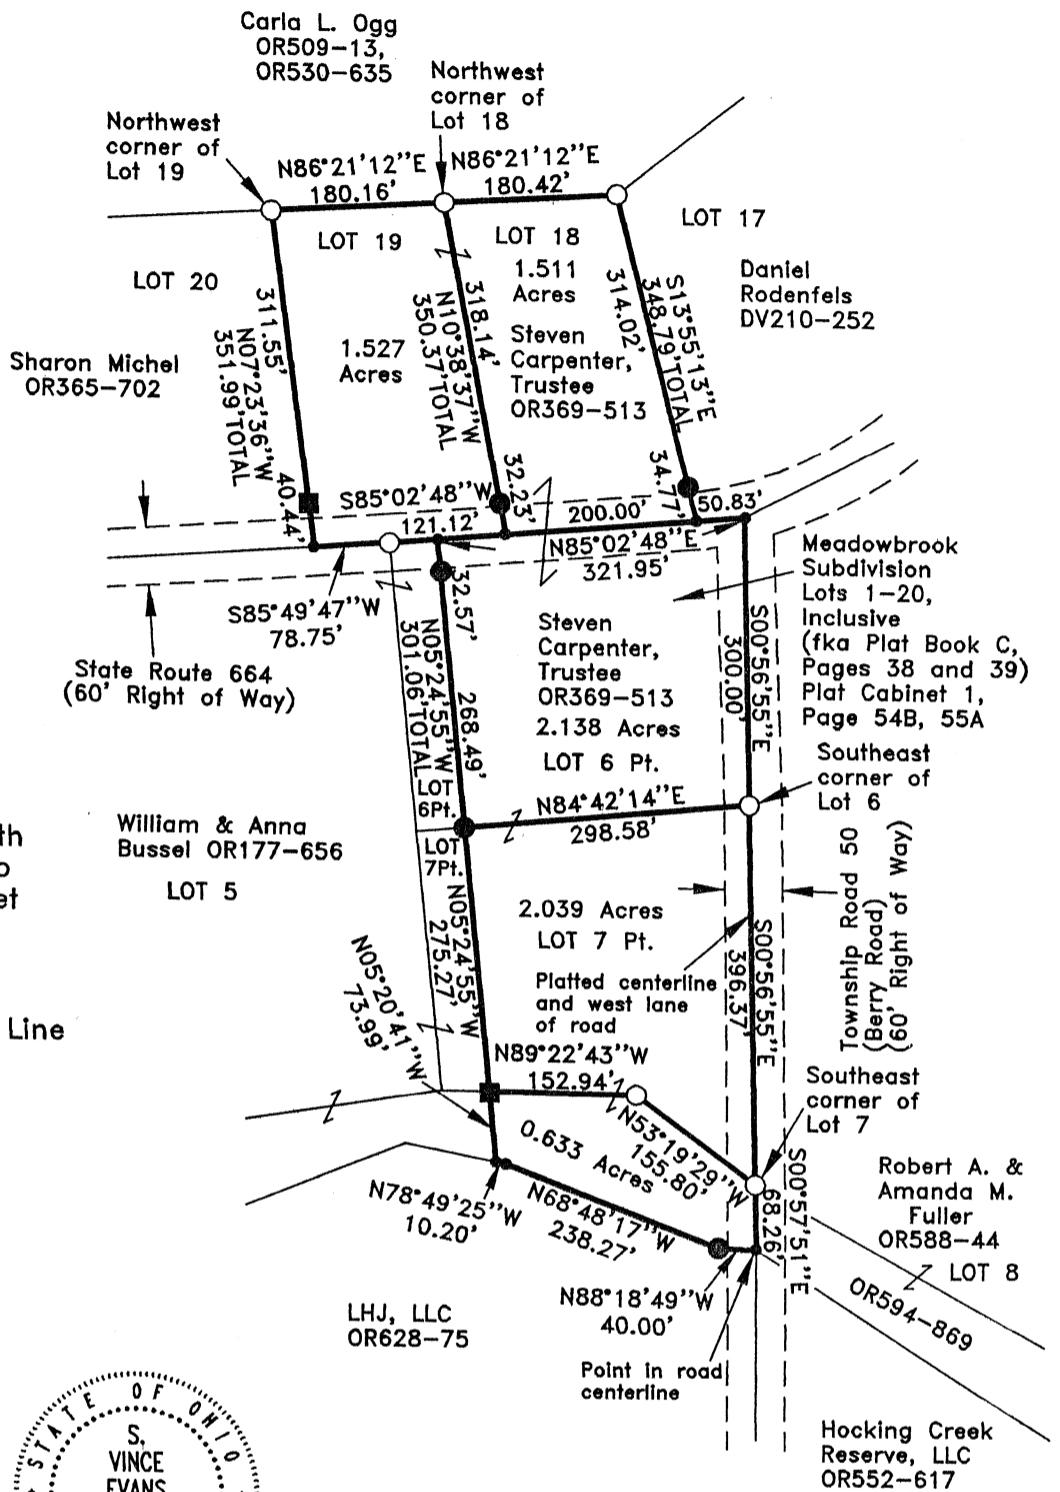 Carla L. Ogg
OR509-13,
OR530-635
Northwest
corner of
Lot 18
Northwest
corner of
Lot 19
N86°21'12"E
180.16'
N86°21'12"E
180.42'
LOT 17
LOT 19
LOT 18
LOT 20
1.511
Acres
Daniel
Rodenfels
DV210-252
311.55'
N07°23'36"W
351.99'TOTAL
318.14'
N10°38'37"W
350.37'TOTAL
S13°55'13"E
348.79'TOTAL
314.02'
Sharon Michel
OR365-702
1.527
Acres
Steven
Carpenter,
Trustee
OR369-513
40.44'
32.23'
34.77'
S85°02'48"W
121.12'
200.00'
50.83'
N85°02'48"E
321.95'
S85°49'47"W
78.75'
State Route 664
(60' Right of Way)
32.57'
N05°24'55"W
301.06'TOTAL
268.49'
Steven
Carpenter,
Trustee
OR369-513
2.138 Acres
LOT 6 Pt.
S00°56'55"E
300.00'
Meadowbrook
Subdivision
Lots 1-20,
Inclusive
(fka Plat Book C,
Pages 38 and 39)
Plat Cabinet 1,
Page 54B, 55A
Southeast
corner of
Lot 6
LOT
6Pt.
N84°42'14"E
298.58'
William & Anna
Bussel OR177-656
LOT 5
th
o
et
LOT
7Pt.
2.039 Acres
LOT 7 Pt.
N05°24'55"W
275.27'
Platted centerline
and west lane
of road
S00°56'55"E
396.37'
Township Road 50
(Berry Road)
(60' Right of Way)
N05°20'41"W
73.99'
Line
N89°22'43"W
152.94'
Southeast
corner of
Lot 7
N53°19'29"W
155.80'
0.633 Acres
N78°49'25"W
10.20'
N68°48'17"W
238.27'
S00°57'51"E
68.26'
Robert A. &
Amanda M.
Fuller
OR588-44
LOT 8
OR594-869
N88°18'49"W
40.00'
LHJ, LLC
OR628-75
Point in road
centerline
Hocking Creek
Reserve, LLC
OR552-617
STATE OF OHIO
S.
VINCE
EVANS